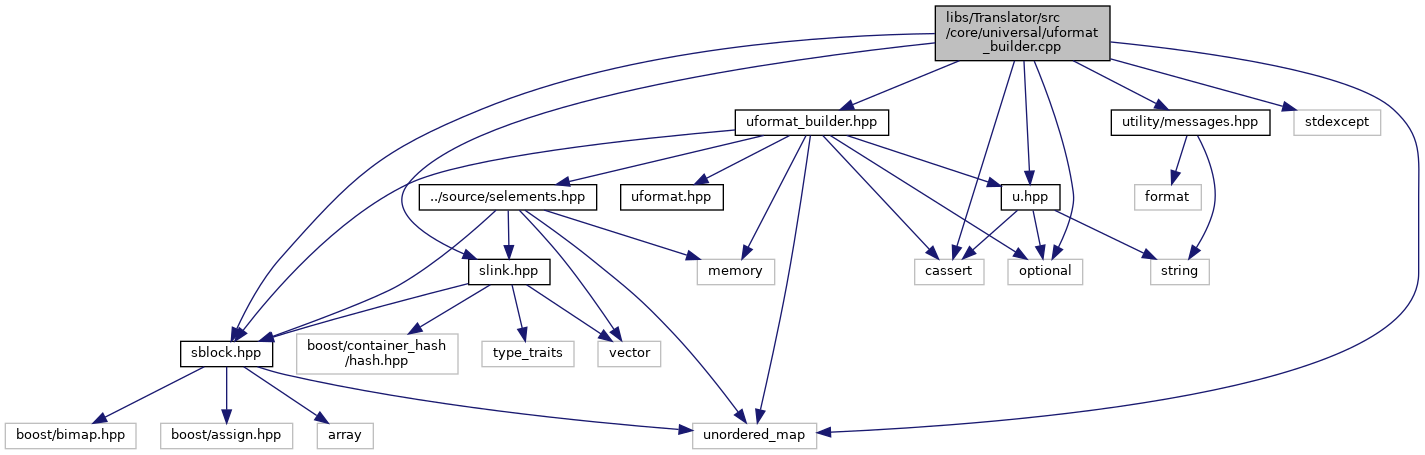 libs/Translator/src
/core/universal/uformat
_builder.cpp
uformat_builder.hpp
utility/messages.hpp
stdexcept
../source/selements.hpp
uformat.hpp
u.hpp
format
slink.hpp
memory
cassert
optional
string
sblock.hpp
boost/container_hash
/hash.hpp
type_traits
vector
boost/bimap.hpp
boost/assign.hpp
array
unordered_map